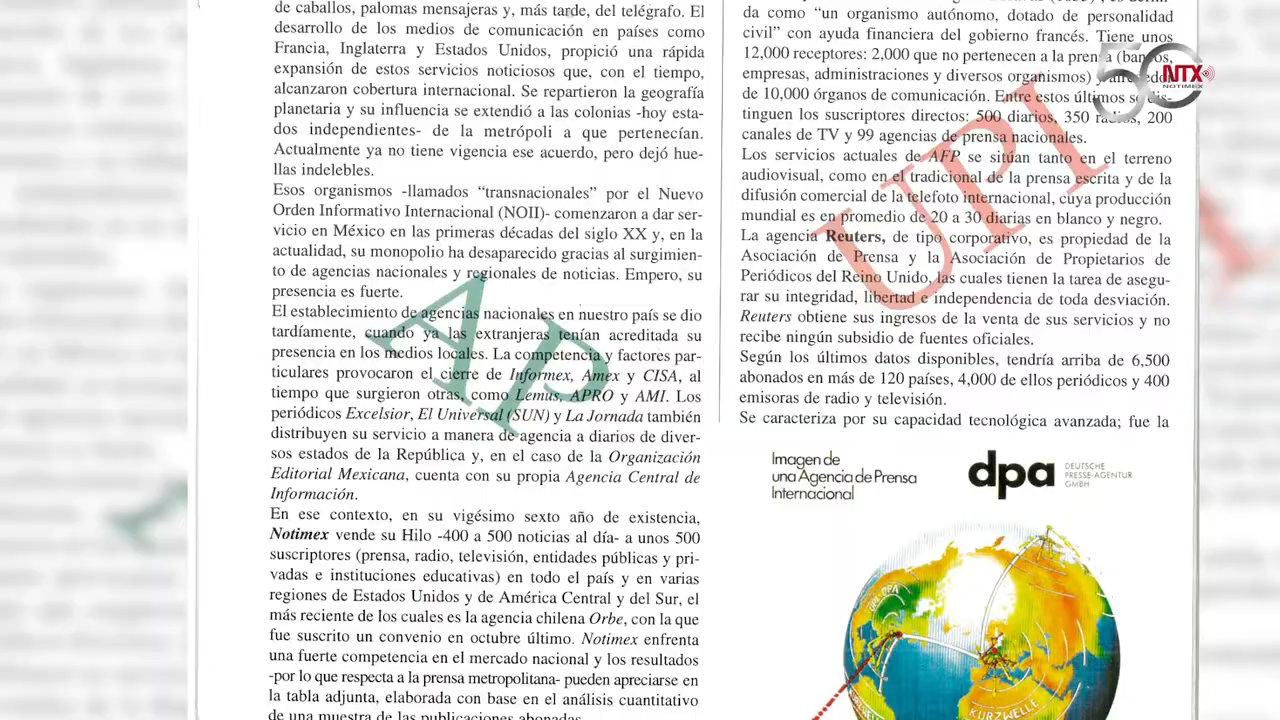 de caballos, palomas mensajeras y, más tarde, del telégrafo. El
desarrollo de los medios de comunicación en países como
Francia, Inglaterra y Estados Unidos, propició una rápida
expansión de estos servicios noticiosos que, con el tiempo,
alcanzaron cobertura internacional. Se repartieron la geografía
planetaria y su influencia se extendió a las colonias -hoy esta-
dos independientes- de la metrópoli a que pertenecían.
Actualmente ya no tiene vigencia ese acuerdo, pero dejó hue-
llas indelebles.
Esos organismos -llamados “transnacionales” por el Nuevo
Orden Informativo Internacional (NOII)- comenzaron a dar ser-
vicio en México en las primeras décadas del siglo XX y, en la
actualidad, su monopolio ha desaparecido gracias al surgimien-
to de agencias nacionales y regionales de noticias. Empero, su
presencia es fuerte.
El establecimiento de agencias nacionales en nuestro país se dio
tardíamente, cuando ya las extranjeras tenían acreditada su
presencia en los medios locales. La competencia y factores par-
ticulares provocaron el cierre de Informex, Amex y CISA, al
tiempo que surgieron otras, como Lemus, APRO y AMI. Los
periódicos Excelsior, El Universal (SUN) y La Jornada también
distribuyen su servicio a manera de agencia a diarios de diver-
sos estados de la República y, en el caso de la Organización
Editorial Mexicana, cuenta con su propia Agencia Central de
Información.
En ese contexto, en su vigésimo sexto año de existencia,
Notimex vende su Hilo -400 a 500 noticias al día- a unos 500
suscriptores (prensa, radio, televisión, entidades públicas y pri-
vadas e instituciones educativas) en todo el país y en varias
regiones de Estados Unidos y de América Central y del Sur, el
más reciente de los cuales es la agencia chilena Orbe, con la que
fue suscrito un convenio en octubre último. Notimex enfrenta
una fuerte competencia en el mercado nacional y los resultados
-por lo que respecta a la prensa metropolitana- pueden apreciarse en
la tabla adjunta, elaborada con base en el análisis cuantitativo
de una muestra de las publicaciones abonadas
AP
da como “un organismo autónomo, dotado de personalidad
civil” con ayuda financiera del gobierno francés. Tiene unos
12,000 receptores: 2,000 que no pertenecen a la prensa (bancos,
empresas, administraciones y diversos organismos) y alrededor
de 10,000 órganos de comunicación. Entre estos últimos se dis-
tinguen los suscriptores directos: 500 diarios, 350 radios, 200
canales de TV y 99 agencias de prensa nacionales.
Los servicios actuales de AFP se sitúan tanto en el terreno
audiovisual, como en el tradicional de la prensa escrita y de la
difusión comercial de la telefoto internacional, cuya producción
mundial es en promedio de 20 a 30 diarias en blanco y negro.
La agencia Reuters, de tipo corporativo, es propiedad de la
Asociación de Prensa y la Asociación de Propietarios de
Periódicos del Reino Unido, las cuales tienen la tarea de asegu-
rar su integridad, libertad e independencia de toda desviación.
Reuters obtiene sus ingresos de la venta de sus servicios y no
recibe ningún subsidio de fuentes oficiales.
Según los últimos datos disponibles, tendría arriba de 6,500
abonados en más de 120 países, 4,000 de ellos periódicos y 400
emisoras de radio y televisión.
Se caracteriza por su capacidad tecnológica avanzada; fue la
UPI
50 NTX
NOTIMEX
Imagen de
una Agencia de Prensa
Internacional
dpa
DEUTSCHE
PRESSE-AGENTUR
GMBH
KURZWELLE